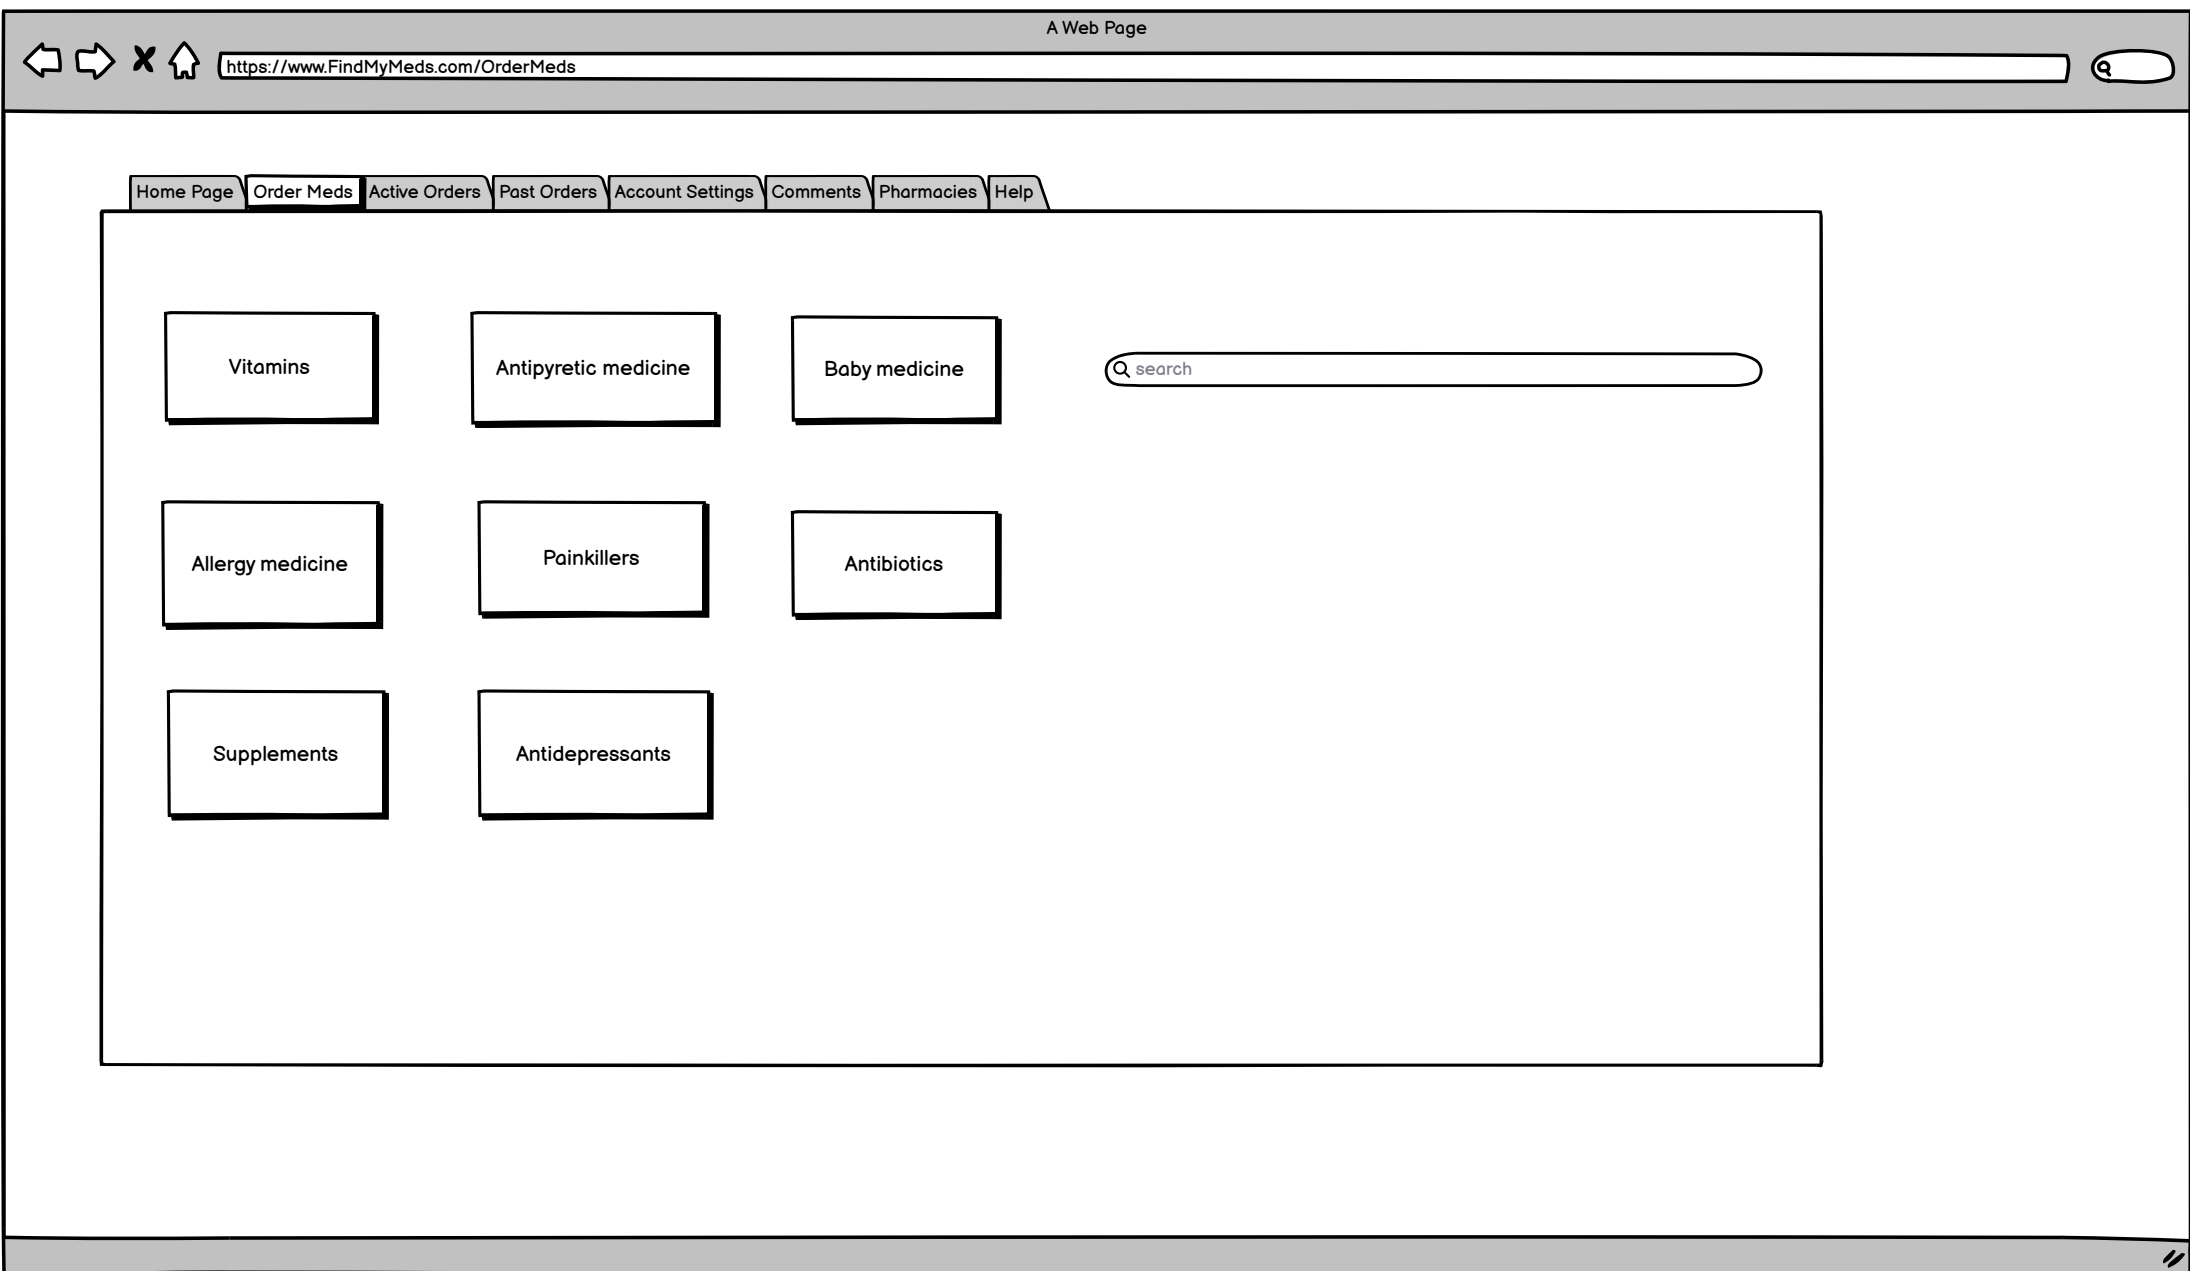 A Web Page
https://www.FindMyMeds.com/OrderMeds
Home Page Order Meds Active Orders Past Orders Account Settings Comments Pharmacies Help
Vitamins Antipyretic medicine Baby medicine search
Allergy medicine Painkillers Antibiotics
Supplements Antidepressants